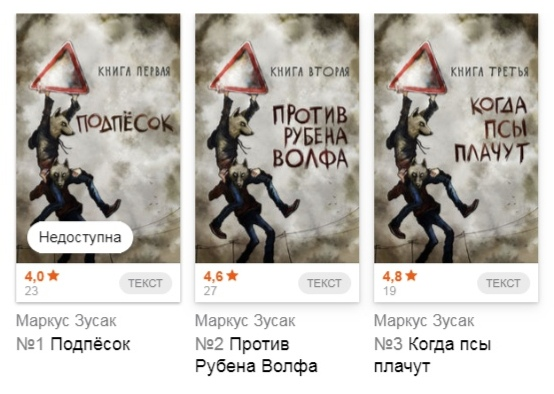 КНИГА ПЕРВАЯ
ПОДПЁСОК
Недоступна
4,0
ТЕКСТ
23
Маркус Зусак
№1 Подпёсок
КНИГА ВТОРАЯ
ПРОТИВ
РУБЕНА
ВОЛФА
4,6
ТЕКСТ
27
Маркус Зусак
№2 Против
Рубена Волфа
КНИГА ТРЕТЬЯ
КОГДА
ПСЫ
ПЛАЧУТ
4,8
ТЕКСТ
19
Маркус Зусак
№3 Когда псы
плачут